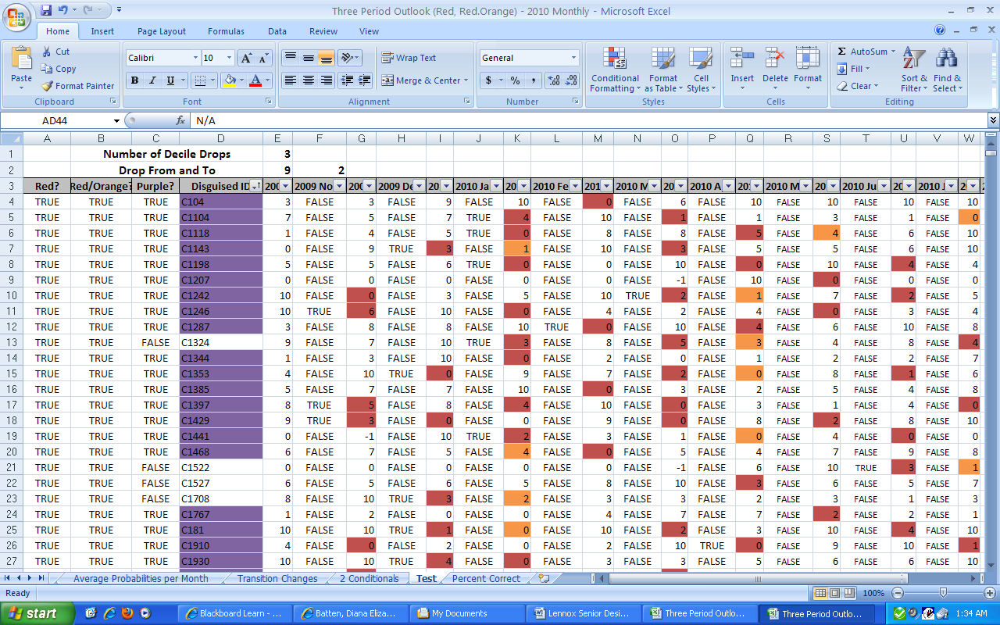 Three Period Outlook (Red, Red.Orange) - 2010 Monthly - Microsoft Excel
Home Insert Page Layout Formulas Data Review View
Paste Cut Copy Format Painter Clipboard
Calibri 10 B I U Font
Wrap Text Merge & Center Alignment
General $ % , Number
Conditional Formatting Format as Table Cell Styles Styles
Insert Delete Format Cells
Σ AutoSum Fill Clear Sort & Filter Find & Select Editing
AD44 fx N/A
A B C D E F G H I J K L M N O P Q R S T U V W
1 Number of Decile Drops 3
2 Drop From and To 9 2
3 Red? Red/Orange? Purple? Disguised ID 200 2009 No 200 2009 De 20 2010 Ja 20 2010 Fe 201 2010 M 20 2010 A 20 2010 M 20 2010 Ju 20 2010 J 2
4 TRUE TRUE TRUE C104 3 FALSE 3 FALSE 9 FALSE 10 FALSE 0 FALSE 6 FALSE 10 FALSE 10 FALSE 10 FALSE 10
5 TRUE TRUE TRUE C1104 7 FALSE 5 FALSE 7 TRUE 4 FALSE 10 FALSE 1 FALSE 1 FALSE 3 FALSE 1 FALSE 0
6 TRUE TRUE TRUE C1118 1 FALSE 4 FALSE 5 TRUE 0 FALSE 8 FALSE 8 FALSE 5 FALSE 4 FALSE 6 FALSE 10
7 TRUE TRUE TRUE C1143 0 FALSE 9 TRUE 3 FALSE 1 FALSE 10 FALSE 3 FALSE 5 FALSE 5 FALSE 6 FALSE 10
8 TRUE TRUE TRUE C1198 5 FALSE 5 FALSE 6 TRUE 0 FALSE 0 FALSE 10 FALSE 0 FALSE 10 FALSE 4 FALSE 4
9 TRUE TRUE TRUE C1207 0 FALSE 0 FALSE 0 FALSE 0 FALSE 0 FALSE -1 FALSE 10 FALSE 0 FALSE 0 FALSE 0
10 TRUE TRUE TRUE C1242 10 FALSE 0 FALSE 3 FALSE 5 FALSE 10 TRUE 2 FALSE 1 FALSE 7 FALSE 2 FALSE 5
11 TRUE TRUE TRUE C1246 10 TRUE 6 FALSE 10 FALSE 0 FALSE 4 FALSE 2 FALSE 4 FALSE 0 FALSE 3 FALSE 4
12 TRUE TRUE TRUE C1287 3 FALSE 8 FALSE 8 FALSE 10 TRUE 0 FALSE 10 FALSE 4 FALSE 6 FALSE 10 FALSE 8
13 TRUE TRUE FALSE C1324 9 FALSE 7 FALSE 10 TRUE 3 FALSE 8 FALSE 5 FALSE 3 FALSE 4 FALSE 8 FALSE 4
14 TRUE TRUE TRUE C1344 1 FALSE 3 FALSE 10 FALSE 0 FALSE 2 FALSE 0 FALSE 1 FALSE 2 FALSE 2 FALSE 7
15 TRUE TRUE TRUE C1353 4 FALSE 10 TRUE 0 FALSE 9 FALSE 7 FALSE 2 FALSE 0 FALSE 8 FALSE 1 FALSE 6
16 TRUE TRUE TRUE C1385 5 FALSE 7 FALSE 7 FALSE 10 FALSE 0 FALSE 3 FALSE 2 FALSE 5 FALSE 4 FALSE 8
17 TRUE TRUE TRUE C1397 8 TRUE 5 FALSE 8 FALSE 4 FALSE 10 FALSE 0 FALSE 3 FALSE 1 FALSE 4 FALSE 0
18 TRUE TRUE TRUE C1429 9 TRUE 3 FALSE 0 FALSE 0 FALSE 9 FALSE 0 FALSE 8 FALSE 2 FALSE 8 FALSE 10
19 TRUE TRUE TRUE C1441 0 FALSE -1 FALSE 10 TRUE 2 FALSE 3 FALSE 1 FALSE 0 FALSE 4 FALSE 0 FALSE 0
20 TRUE TRUE TRUE C1468 6 FALSE 7 FALSE 5 FALSE 4 FALSE 0 FALSE 5 FALSE 4 FALSE 7 FALSE 9 FALSE 8
21 TRUE TRUE FALSE C1522 0 FALSE 0 FALSE 0 FALSE 0 FALSE 0 FALSE -1 FALSE 6 FALSE 10 TRUE 3 FALSE 1
22 TRUE TRUE FALSE C1527 6 FALSE 5 FALSE 6 FALSE 5 FALSE 8 FALSE 10 FALSE 3 FALSE 6 FALSE 5 FALSE 7
23 TRUE TRUE FALSE C1708 8 FALSE 10 TRUE 3 FALSE 2 FALSE 3 FALSE 3 FALSE 2 FALSE 3 FALSE 1 FALSE 3
24 TRUE TRUE TRUE C1767 1 FALSE 2 FALSE 0 FALSE 0 FALSE 4 FALSE 7 FALSE 7 FALSE 2 FALSE 2 FALSE 1
25 TRUE TRUE TRUE C181 10 FALSE 10 TRUE 1 FALSE 0 FALSE 10 FALSE 2 FALSE 3 FALSE 10 FALSE 4 FALSE 10
26 TRUE TRUE TRUE C1910 4 FALSE 0 FALSE 2 FALSE 0 FALSE 2 FALSE 10 TRUE 0 FALSE 9 FALSE 10 FALSE 1
27 TRUE TRUE TRUE C1930 10 FALSE 10 TRUE 4 FALSE 0 FALSE 3 FALSE 3 FALSE 5 FALSE 6 FALSE 6 FALSE 10
Average Probabilities per Month Transition Changes 2 Conditionals Test Percent Correct
Ready 100%
start Blackboard Learn - ... Batten, Diana Eliza... My Documents Lennox Senior Desi... Three Period Outlo... Three Period Outlo... 1:34 AM